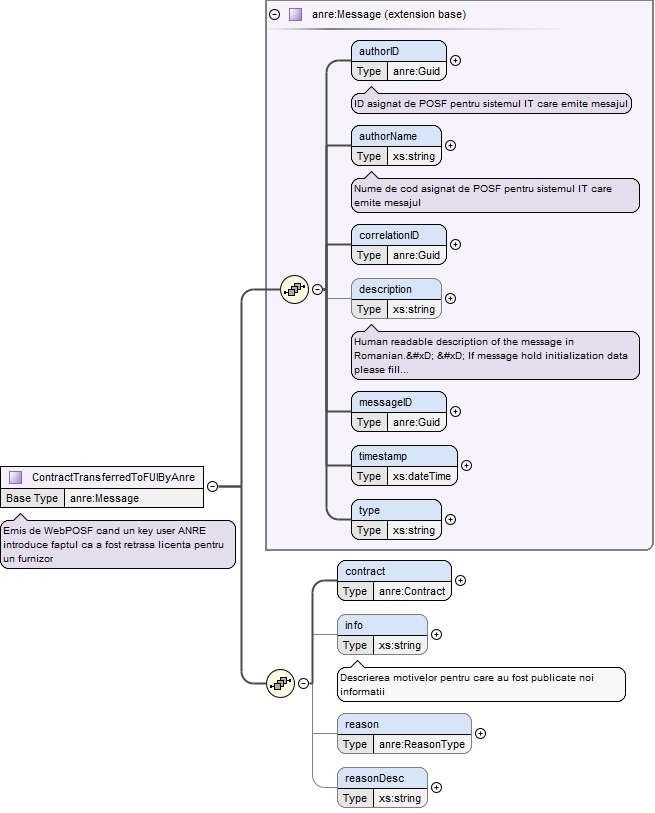 anre:Message (extension base)
authorID
Type anre:Guid
ID asignat de POSF pentru sistemul IT care emite mesajul
authorName
Type xs:string
Nume de cod asignat de POSF pentru sistemul IT care
emite mesajul
correlationID
Type anre:Guid
description
Type xs:string
Human readable description of the message in
Romanian.&#xD; &#xD; If message hold initialization data
please fill...
messageID
Type anre:Guid
timestamp
Type xs:dateTime
type
Type xs:string
ContractTransferredToFUIByAnre
Base Type anre:Message
Emis de WebPOSF cand un key user ANRE
introduce faptul ca a fost retrasa licenta pentru
un furnizor
contract
Type anre:Contract
info
Type xs:string
Descrierea motivelor pentru care au fost publicate noi
informatii
reason
Type anre:ReasonType
reasonDesc
Type xs:string